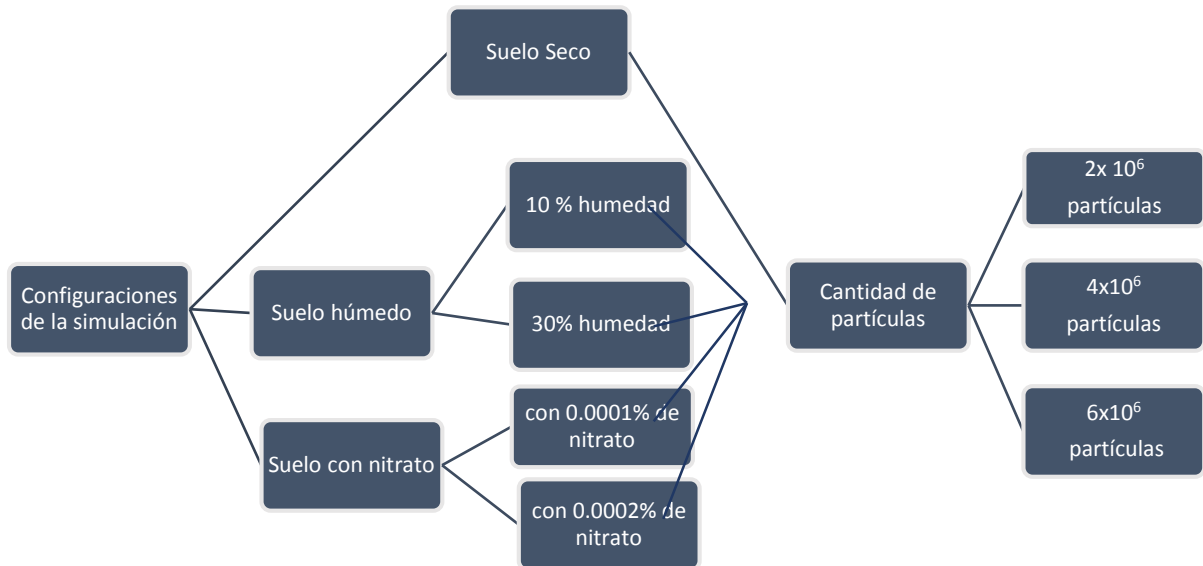 Suelo Seco
10 % humedad
2x 10⁶
partículas
Configuraciones
de la simulación
Suelo húmedo
30% humedad
Cantidad de
partículas
4x10⁶
partículas
Suelo con nitrato
con 0.0001% de
nitrato
con 0.0002% de
nitrato
6x10⁶
partículas